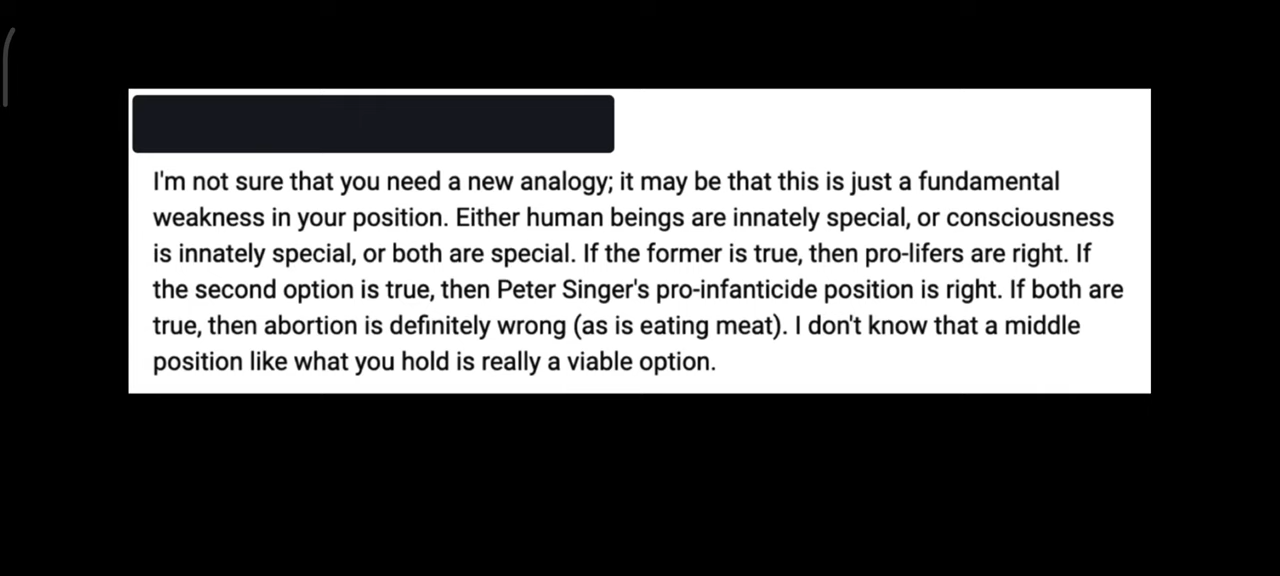 I'm not sure that you need a new analogy; it may be that this is just a fundamental
weakness in your position. Either human beings are innately special, or consciousness
is innately special, or both are special. If the former is true, then pro-lifers are right. If
the second option is true, then Peter Singer's pro-infanticide position is right. If both are
true, then abortion is definitely wrong (as is eating meat). I don't know that a middle
position like what you hold is really a viable option.